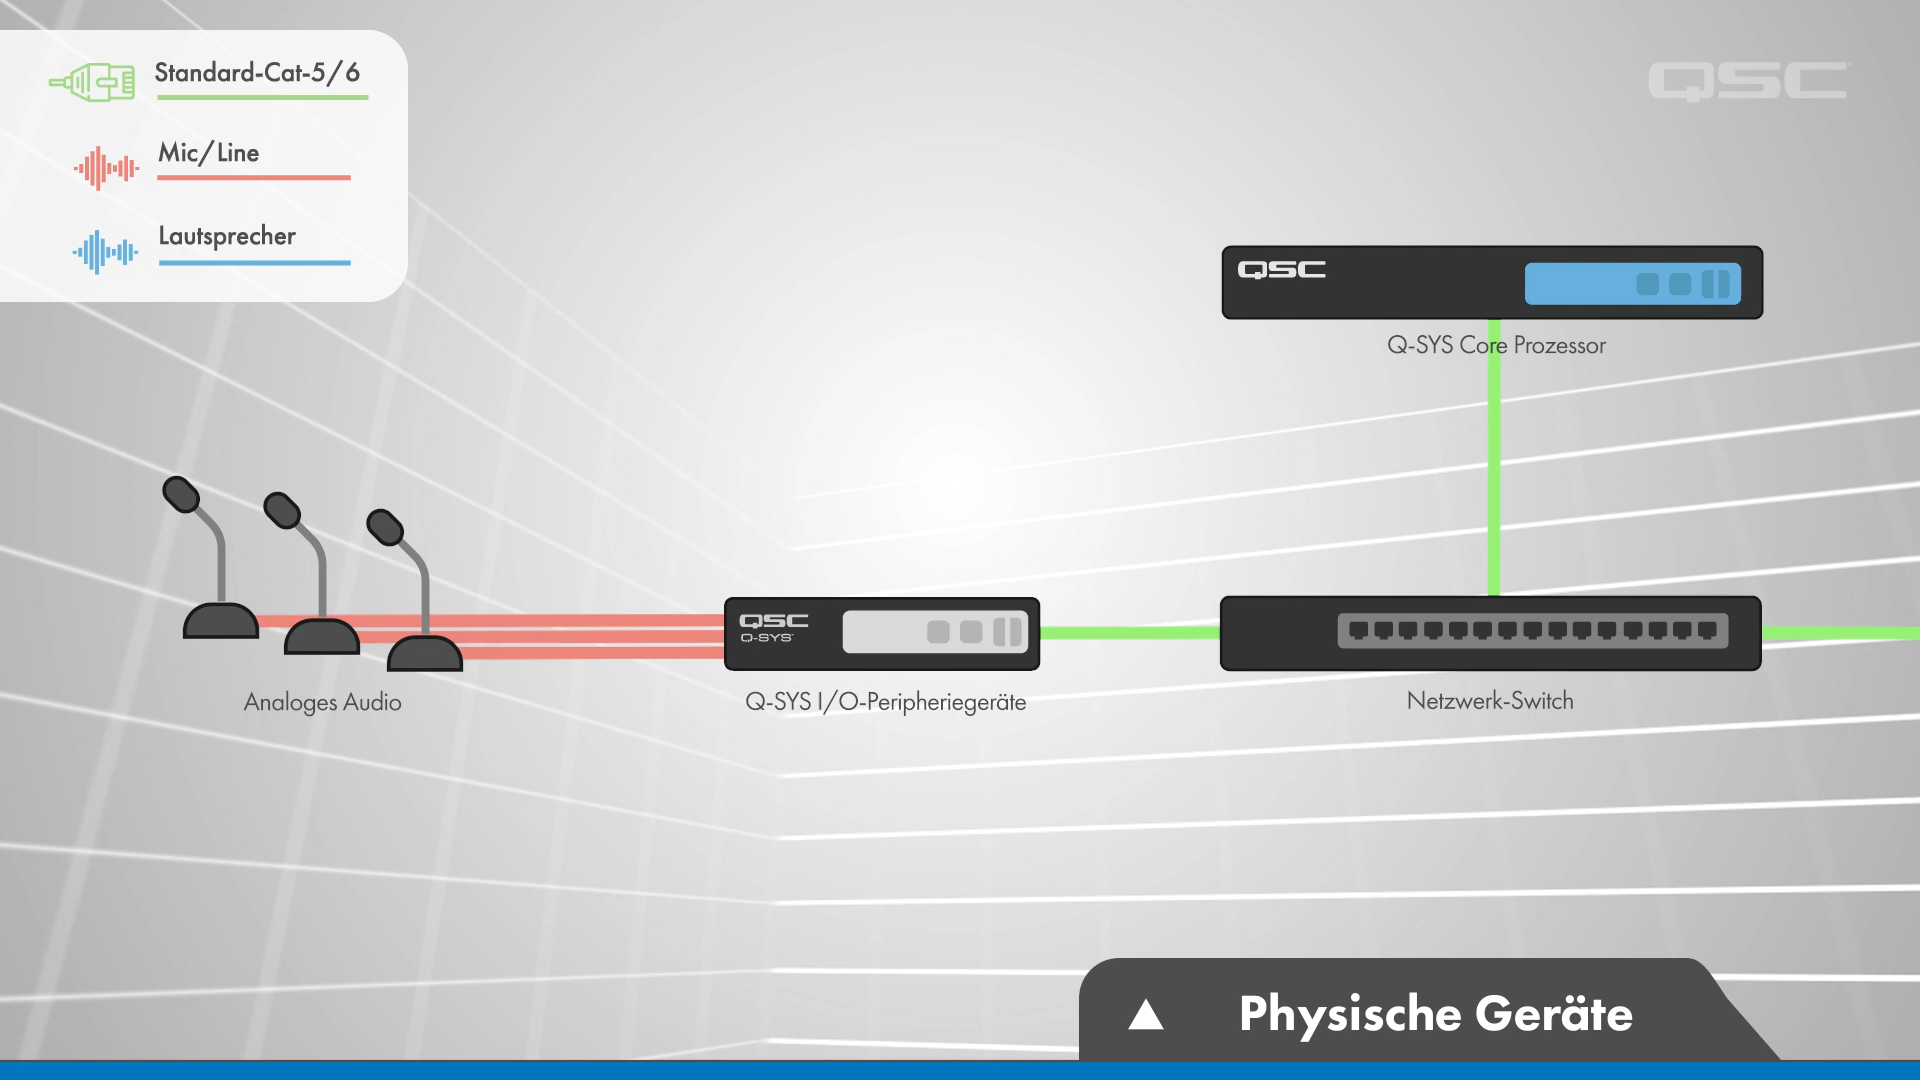 Standard-Cat-5/6
Mic/Line
Lautsprecher
QSC
QSC
Q-SYS Core Prozessor
QSC
Q-SYS
Analoges Audio
Q-SYS I/O-Peripheriegeräte
Netzwerk-Switch
Physische Geräte